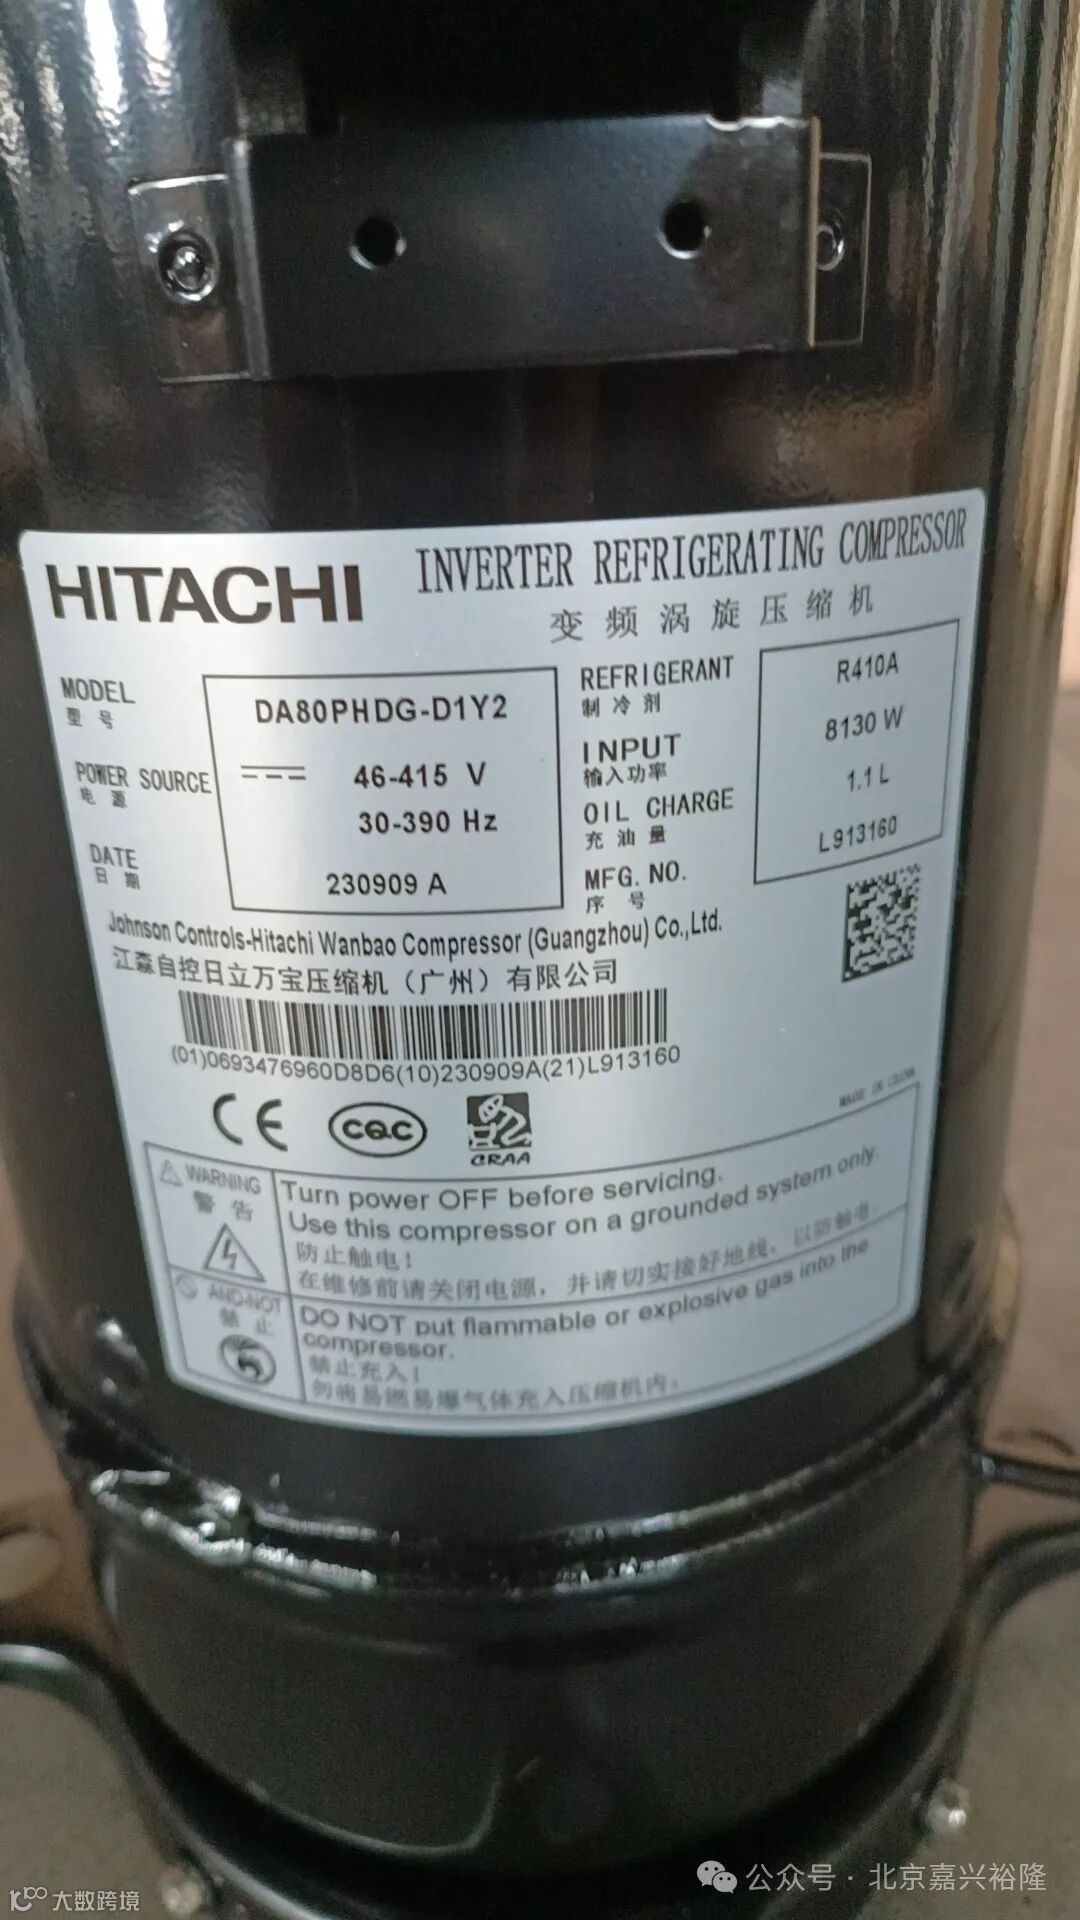 HITACHI
INVERTER REFRIGERATING COMPRESSOR
变频涡旋压缩机
MODEL
型号
DA80PHDG-D1Y2
POWER SOURCE
电源
46-415 V
30-390 Hz
DATE
日期
230909 A
REFRIGERANT
制冷剂
R410A
INPUT
输入功率
8130 W
OIL CHARGE
充油量
1.1 L
MFG. NO.
序号
L913160
Johnson Controls-Hitachi Wanbao Compressor (Guangzhou) Co.,Ltd.
江森自控日立万宝压缩机（广州）有限公司
(01)0693476960D8D6(10)230909A(21)L913160
MADE IN CHINA
CE
CQC
CRAA
WARNING
警告
Turn power OFF before servicing.
Use this compressor on a grounded system only.
防止触电！
在维修前请关闭电源，并请切实接好地线，以防触电.
AND-NOT
禁止
DO NOT put flammable or explosive gas into the
compressor.
禁止充入！
勿将易燃易爆气体充入压缩机内.
公众号 · 北京嘉兴裕隆
大数跨境